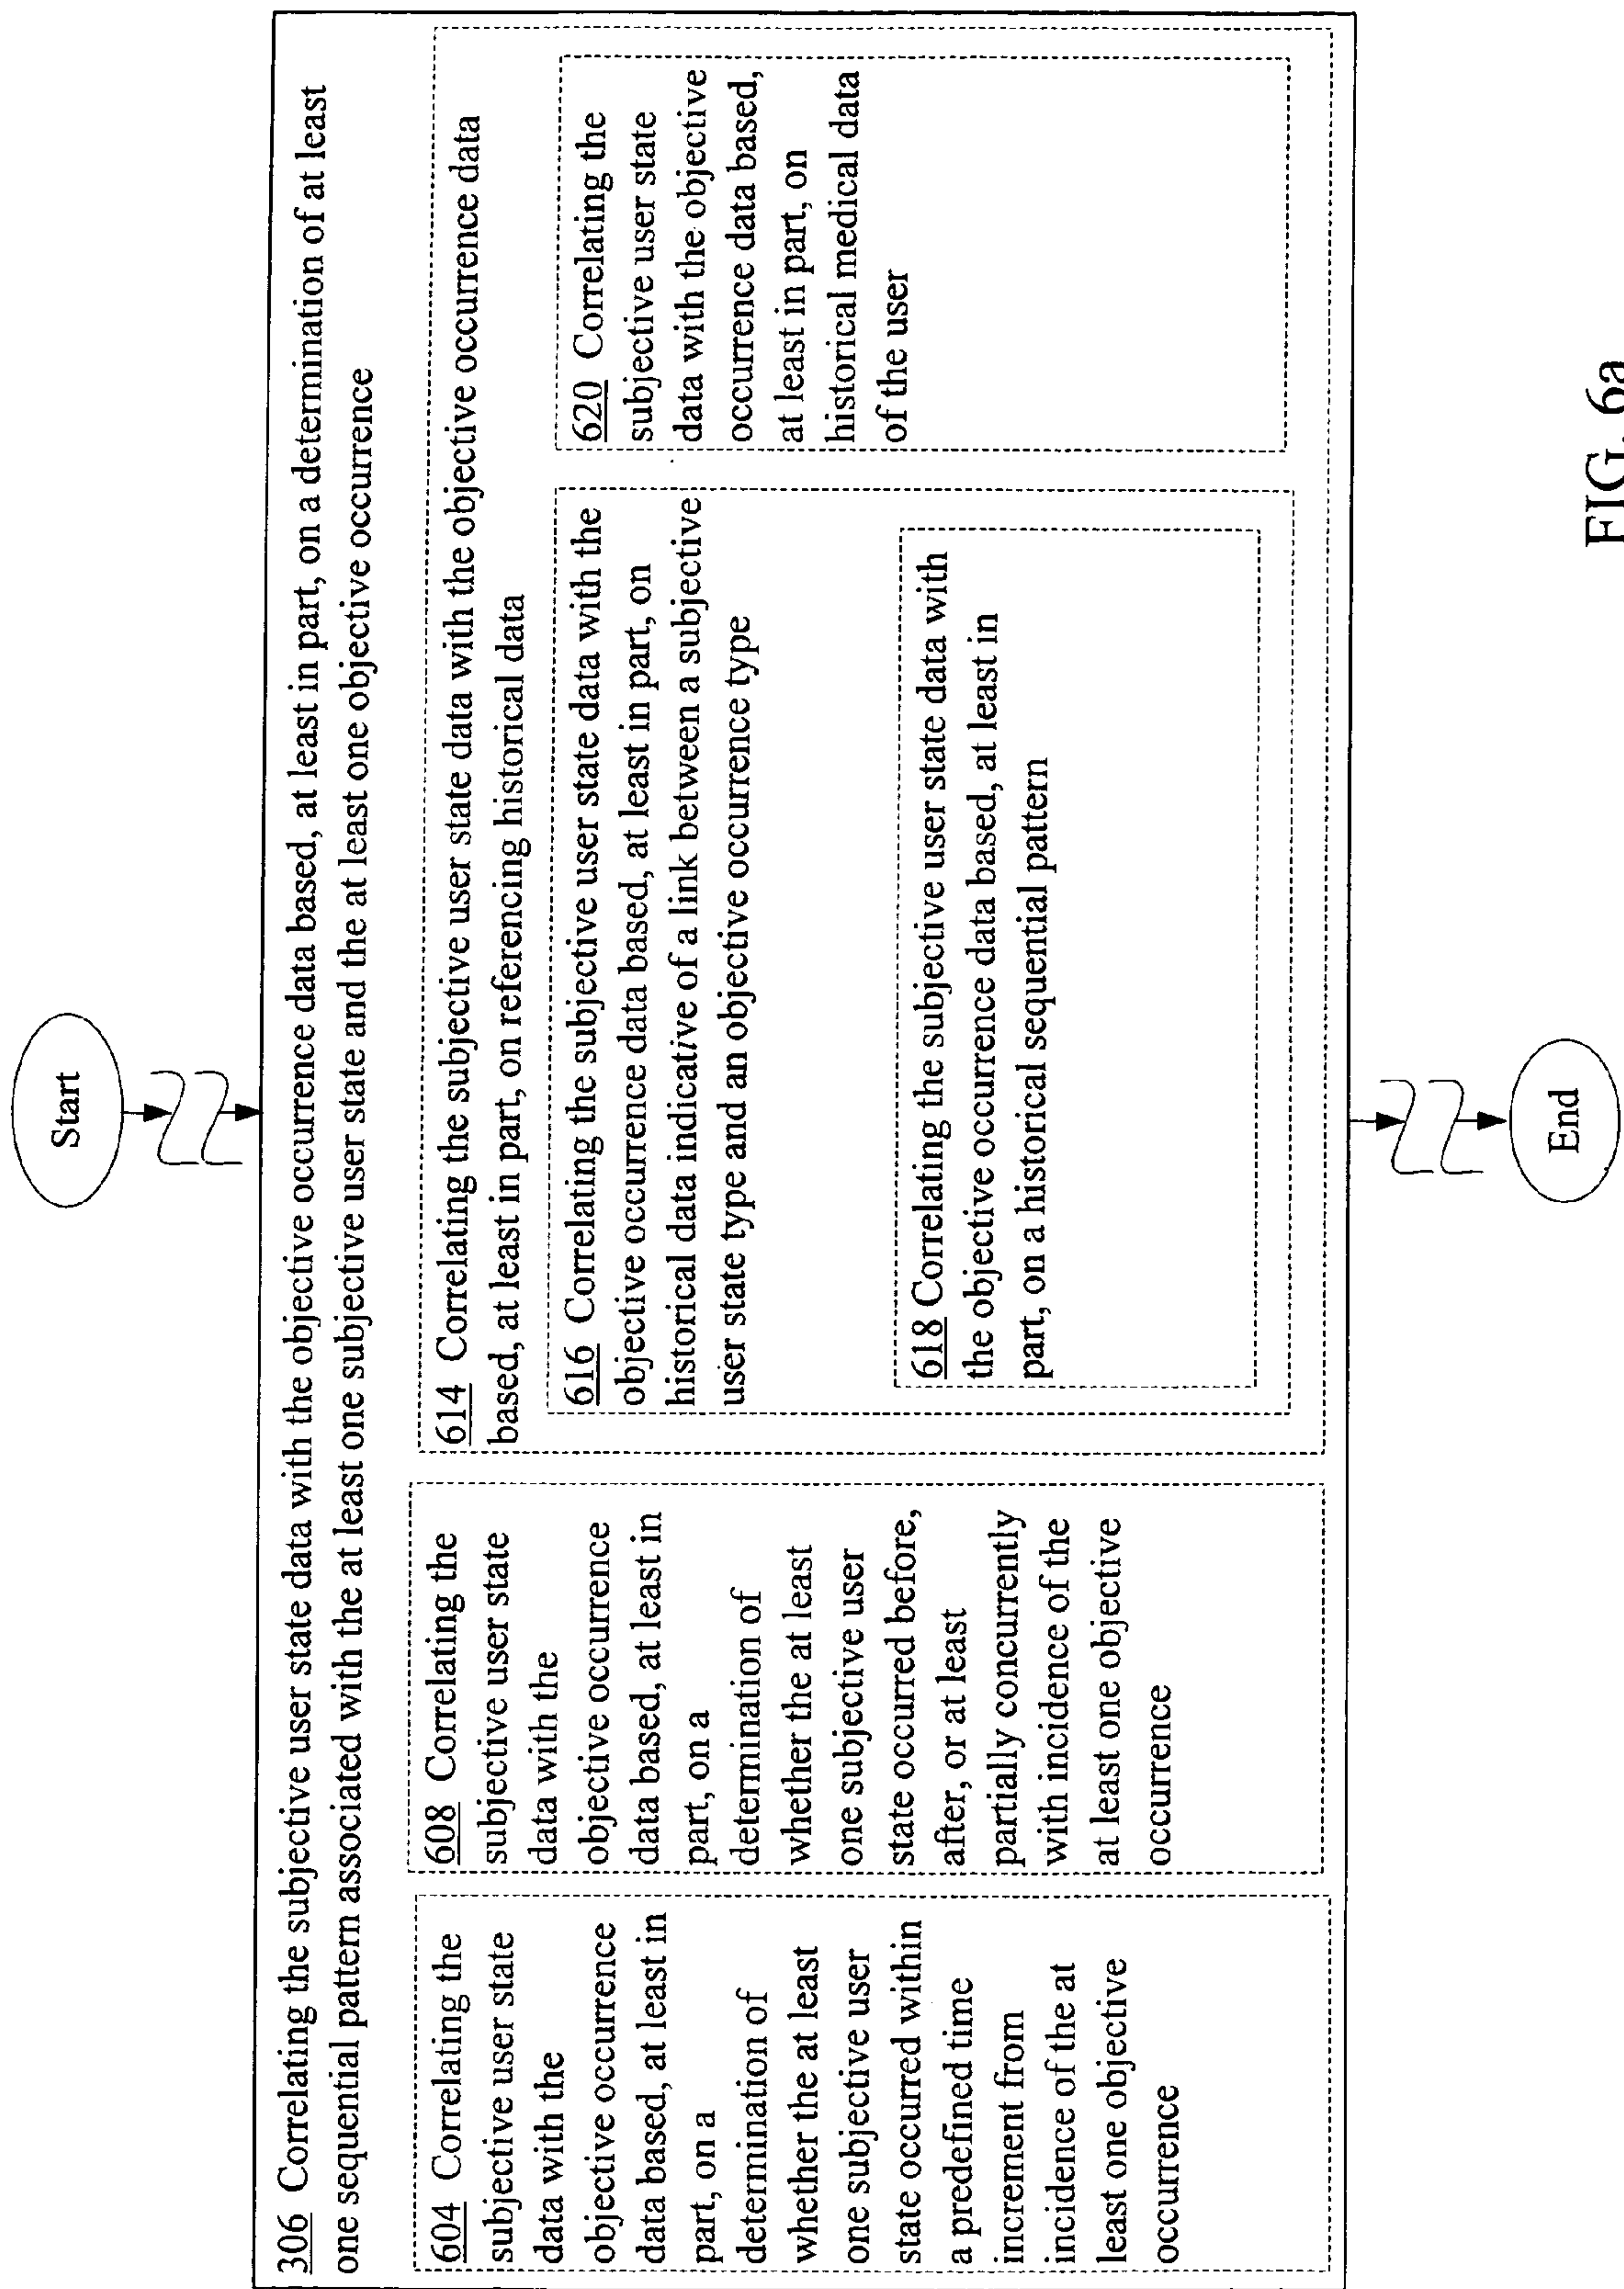 Start
306 Correlating the subjective user state data with the objective occurrence data based, at least in part, on a determination of at least
one sequential pattern associated with the at least one subjective user state and the at least one objective occurrence
604 Correlating the
subjective user state
data with the
objective occurrence
data based, at least in
part, on a
determination of
whether the at least
one subjective user
state occurred within
a predefined time
increment from
incidence of the at
least one objective
occurrence
608 Correlating the
subjective user state
data with the
objective occurrence
data based, at least in
part, on a
determination of
whether the at least
one subjective user
state occurred before,
after, or at least
partially concurrently
with incidence of the
at least one objective
occurrence
614 Correlating the subjective user state data with the objective occurrence data
based, at least in part, on referencing historical data
616 Correlating the subjective user state data with the
objective occurrence data based, at least in part, on
historical data indicative of a link between a subjective
user state type and an objective occurrence type
618 Correlating the subjective user state data with
the objective occurrence data based, at least in
part, on a historical sequential pattern
620 Correlating the
subjective user state
data with the objective
occurrence data based,
at least in part, on
historical medical data
of the user
End
FIG. 6a